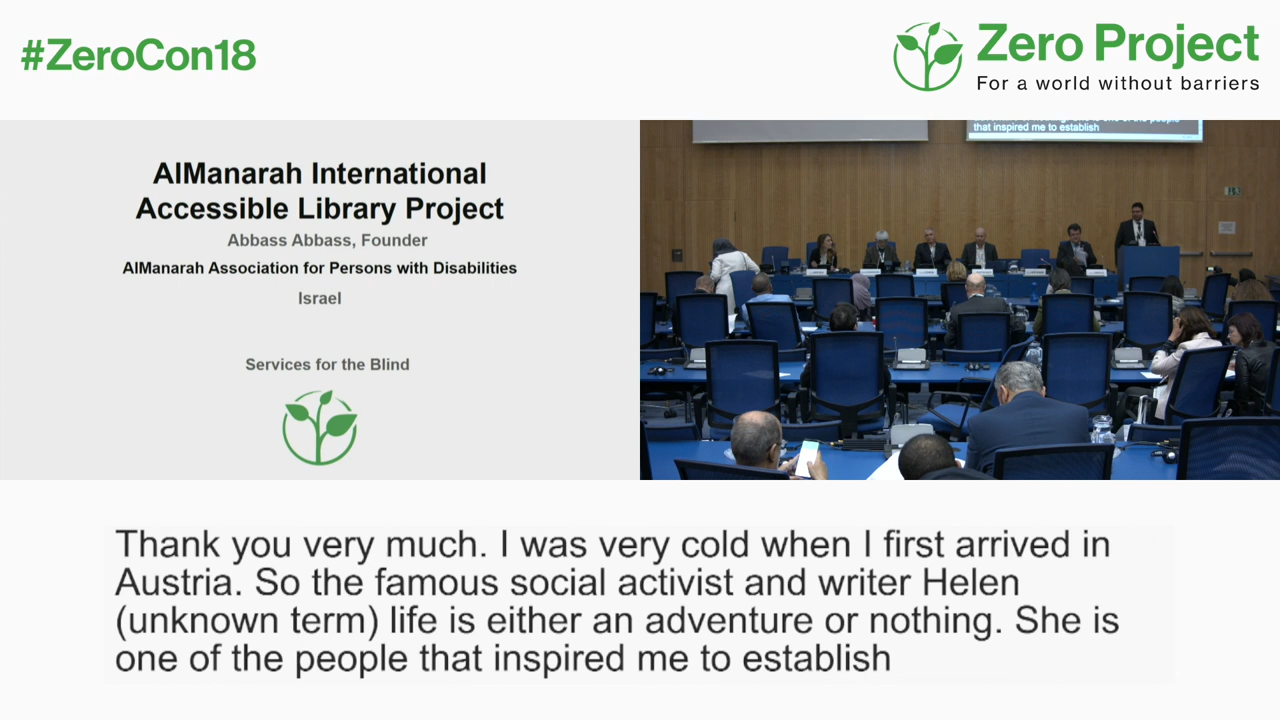 #ZeroCon18
Zero Project
For a world without barriers
AlManarah International
Accessible Library Project
Abbass Abbass, Founder
AlManarah Association for Persons with Disabilities
Israel
Services for the Blind
that inspired me to establish
Thank you very much. I was very cold when I first arrived in
Austria. So the famous social activist and writer Helen
(unknown term) life is either an adventure or nothing. She is
one of the people that inspired me to establish